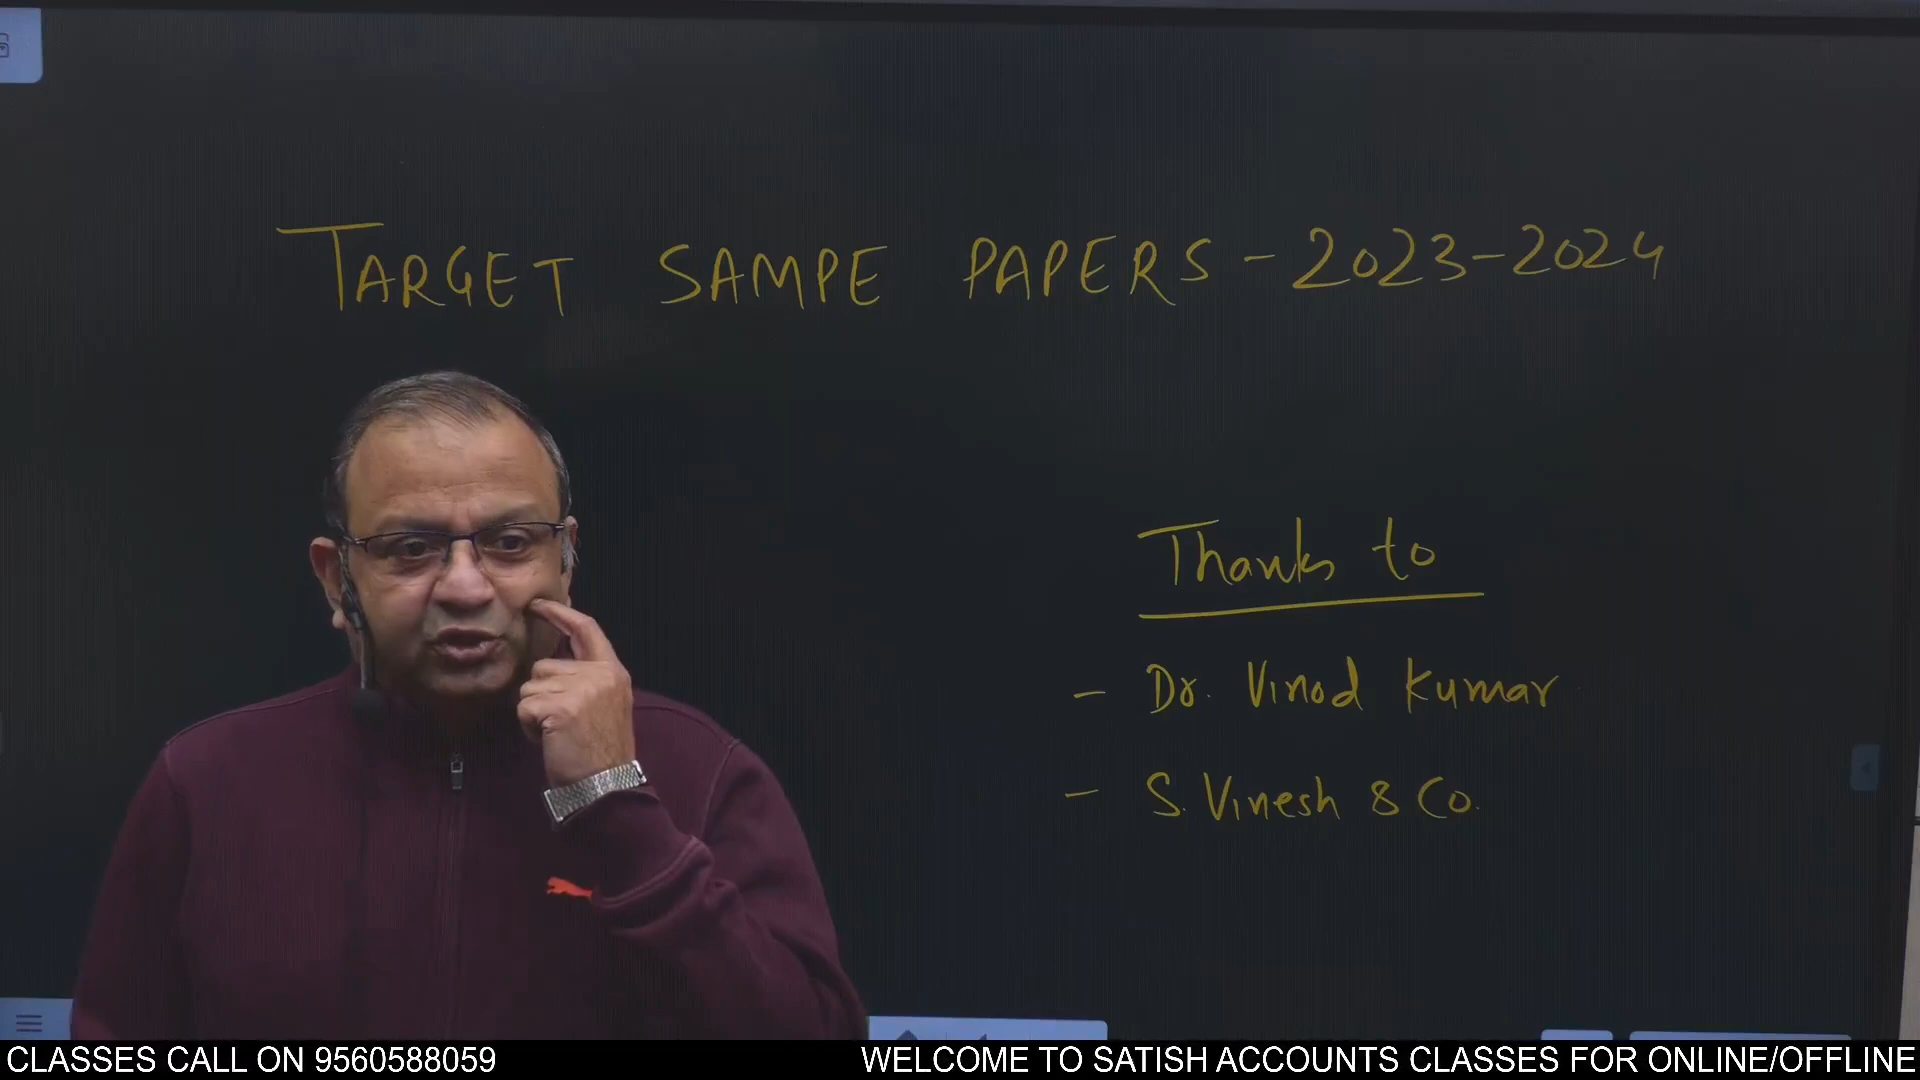 TARGET SAMPE PAPERS - 2023-2024
Thanks to
- Dr. Vinod Kumar
- S. Vinesh & Co.
CLASSES CALL ON 9560588059 WELCOME TO SATISH ACCOUNTS CLASSES FOR ONLINE/OFFLINE